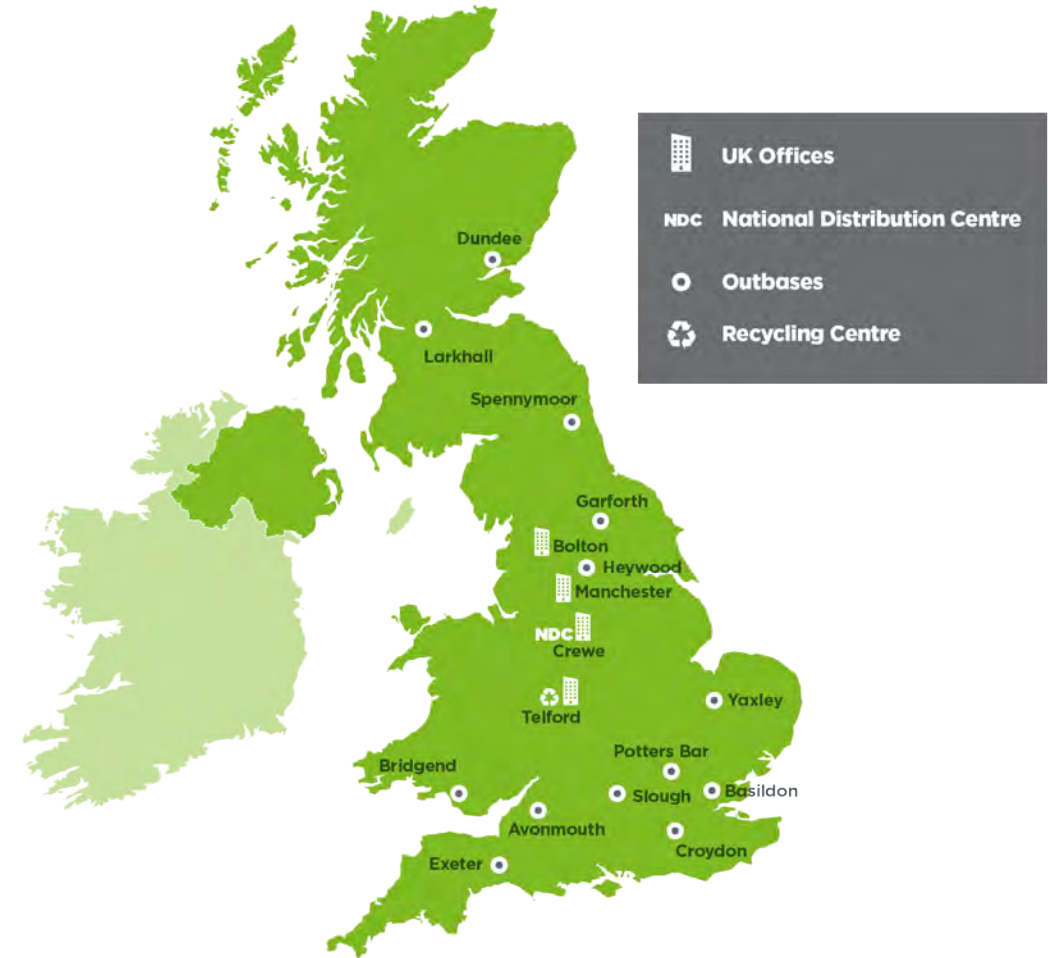 UK Offices
NDC National Distribution Centre
Outbases
Recycling Centre
Dundee
Larkhall
Spennymoor
Garforth
Bolton
Heywood
Manchester
NDC
Crewe
Telford
Yaxley
Potters Bar
Bridgend
Slough
Basildon
Avonmouth
Croydon
Exeter